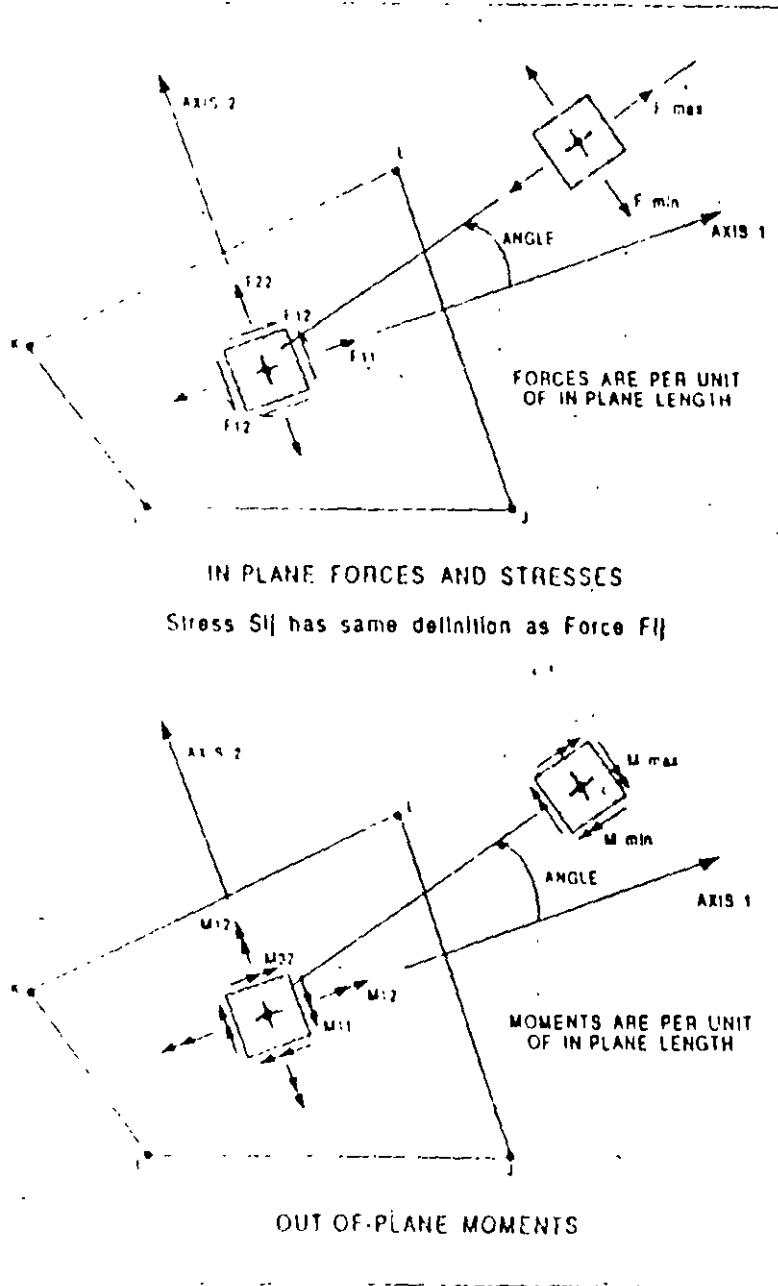 AXIS 2
L
F max
F min
AXIS 1
ANGLE
F22
F12
F11
K
FORCES ARE PER UNIT
OF IN PLANE LENGTH
F12
J
IN PLANE FORCES AND STRESSES
Stress Sij has same definition as Force Fij
AXIS 2
M max
L
M min
ANGLE
AXIS 1
M12
M22
K
M12
M11
MOMENTS ARE PER UNIT
OF IN PLANE LENGTH
I
J
OUT OF-PLANE MOMENTS